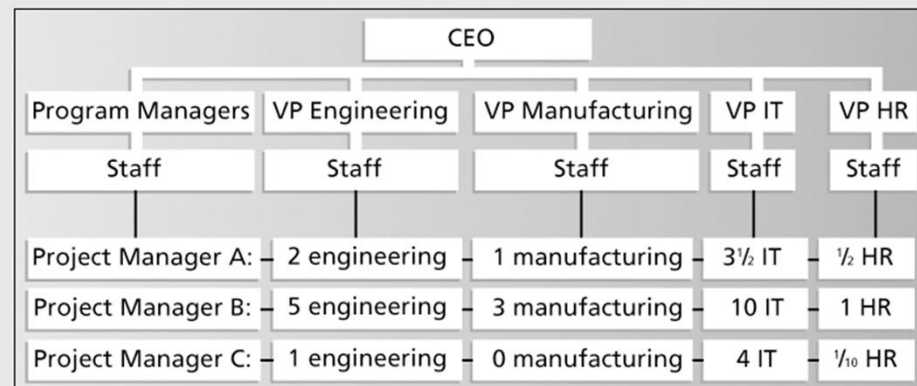 CEO
Program Managers VP Engineering VP Manufacturing VP IT VP HR
Staff Staff Staff Staff Staff
Project Manager A: 2 engineering 1 manufacturing 3½ IT ½ HR
Project Manager B: 5 engineering 3 manufacturing 10 IT 1 HR
Project Manager C: 1 engineering 0 manufacturing 4 IT ⅒ HR